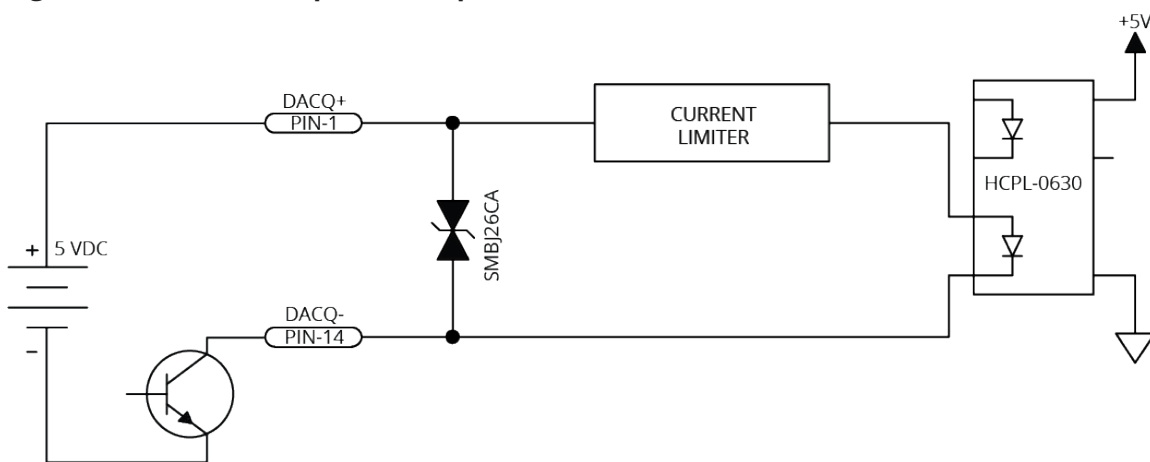 +5V
DACQ+
PIN-1
CURRENT
LIMITER
HCPL-0630
SMBJ26CA
+ 5 VDC
-
DACQ-
PIN-14